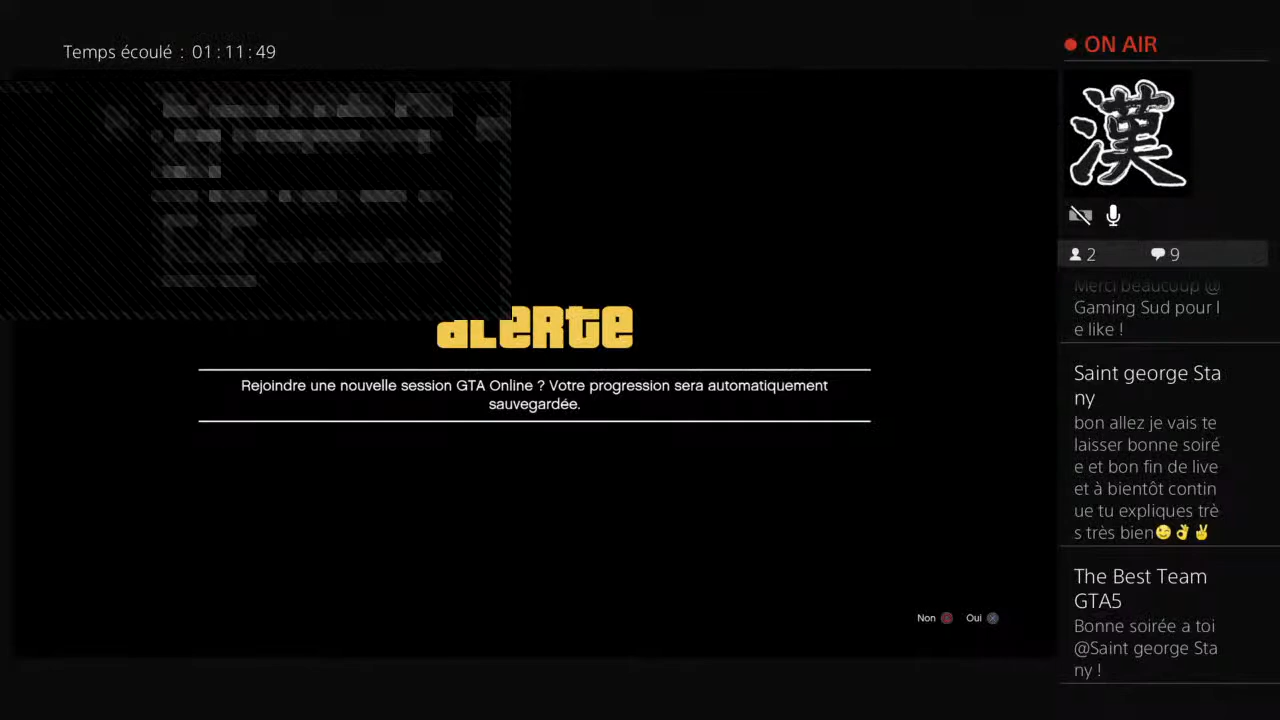 Temps écoulé : 01:11:49
ON AIR
漢
2 9
Merci beaucoup @
Gaming Sud pour l
e like !
aLeRTe
Rejoindre une nouvelle session GTA Online ? Votre progression sera automatiquement
sauvegardée.
Saint george Sta
ny
bon allez je vais te
laisser bonne soiré
e et bon fin de live
et à bientôt contin
ue tu expliques trè
s très bien😉👌✌
The Best Team
GTA5
Bonne soirée a toi
@Saint george Sta
ny !
Non Oui